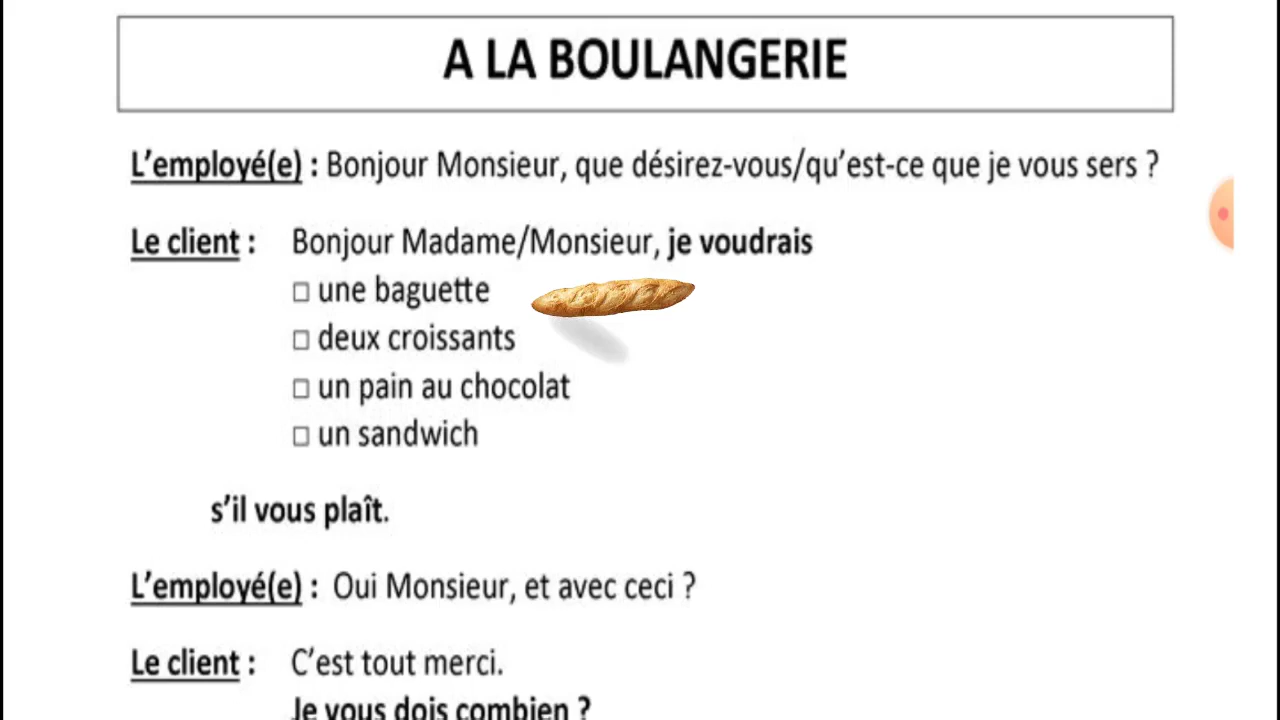 A LA BOULANGERIE
L’employé(e) : Bonjour Monsieur, que désirez-vous/qu’est-ce que je vous sers ?
Le client : Bonjour Madame/Monsieur, je voudrais
□ une baguette
□ deux croissants
□ un pain au chocolat
□ un sandwich
s’il vous plaît.
L’employé(e) : Oui Monsieur, et avec ceci ?
Le client : C’est tout merci.
Je vous dois combien ?